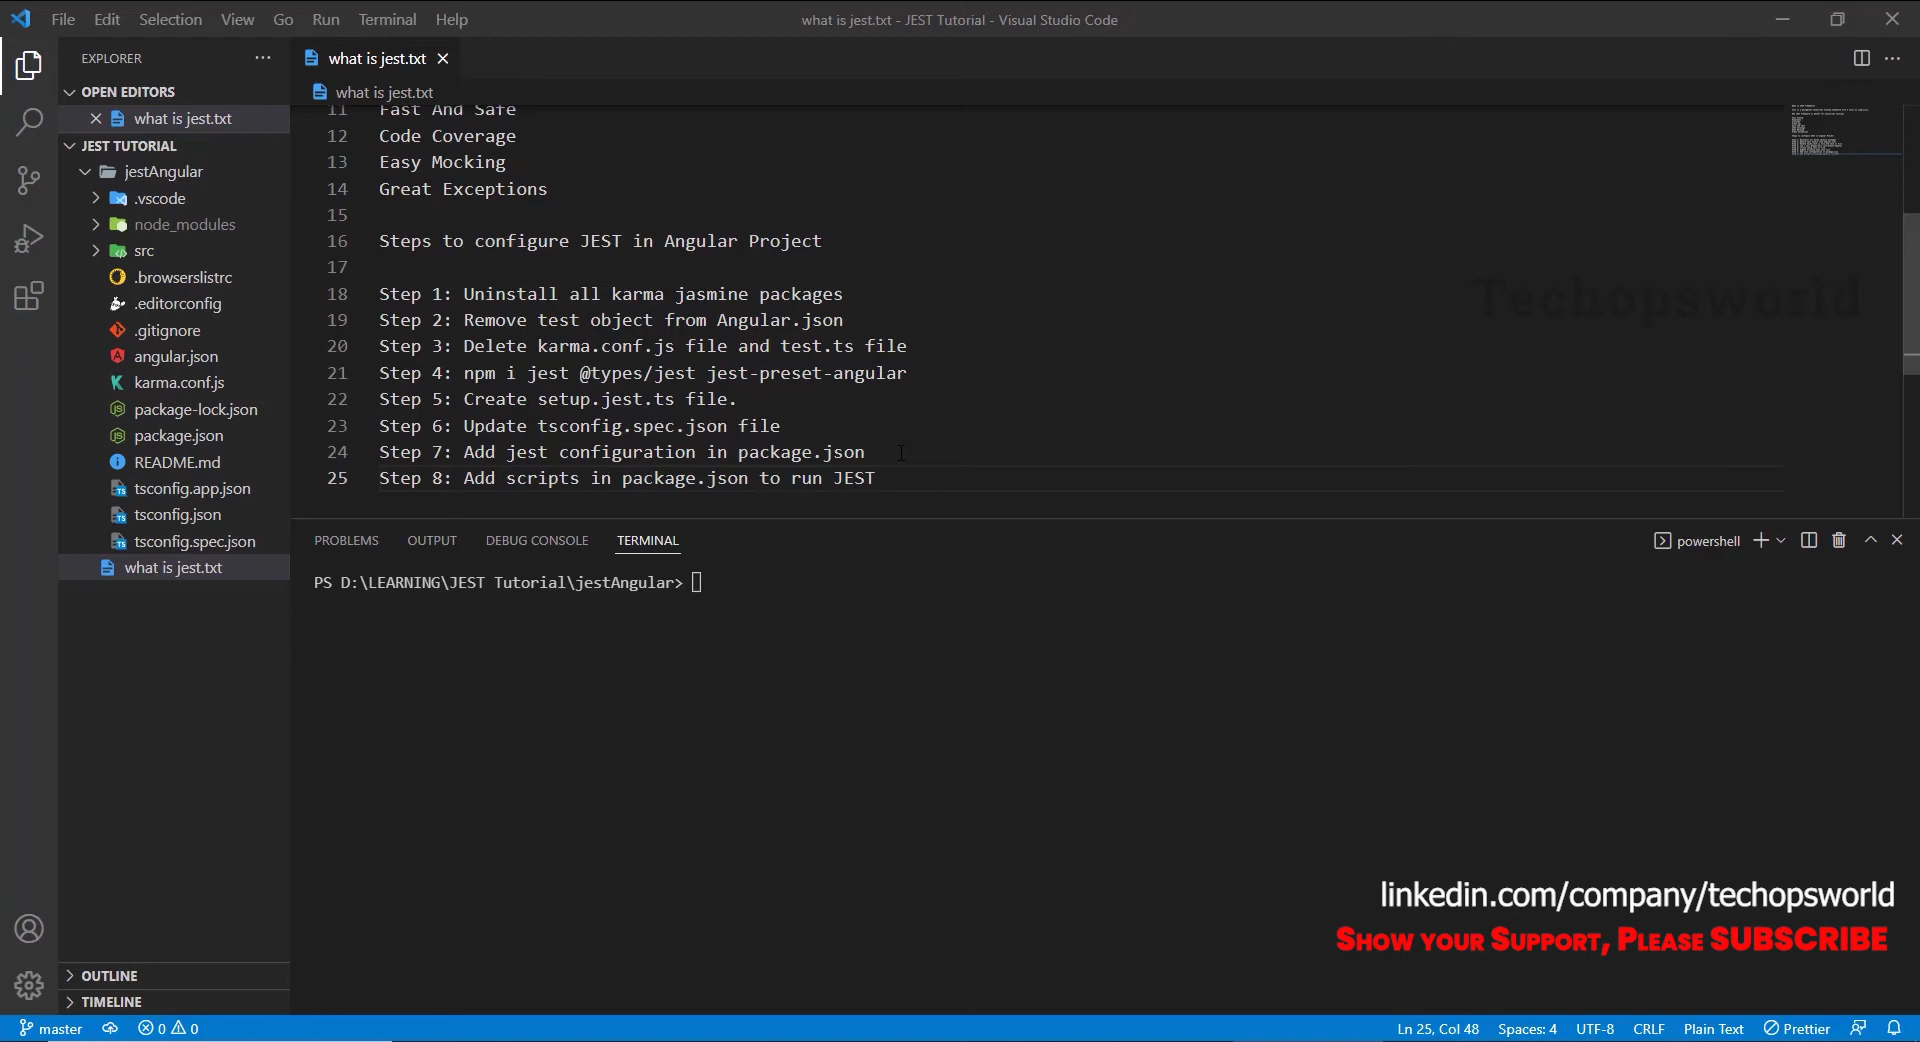 File Edit Selection View Go Run Terminal Help
what is jest.txt - JEST Tutorial - Visual Studio Code
EXPLORER
OPEN EDITORS
what is jest.txt
JEST TUTORIAL
jestAngular
.vscode
node_modules
src
.browserslistrc
.editorconfig
.gitignore
angular.json
karma.conf.js
package-lock.json
package.json
README.md
tsconfig.app.json
tsconfig.json
tsconfig.spec.json
what is jest.txt
OUTLINE
TIMELINE
what is jest.txt
what is jest.txt
11 Fast And Safe
12 Code Coverage
13 Easy Mocking
14 Great Exceptions
15
16 Steps to configure JEST in Angular Project
17
18 Step 1: Uninstall all karma jasmine packages
19 Step 2: Remove test object from Angular.json
20 Step 3: Delete karma.conf.js file and test.ts file
21 Step 4: npm i jest @types/jest jest-preset-angular
22 Step 5: Create setup.jest.ts file.
23 Step 6: Update tsconfig.spec.json file
24 Step 7: Add jest configuration in package.json
25 Step 8: Add scripts in package.json to run JEST
Techopsworld
PROBLEMS OUTPUT DEBUG CONSOLE TERMINAL
powershell
PS D:\LEARNING\JEST Tutorial\jestAngular>
linkedin.com/company/techopsworld
Show your Support, Please SUBSCRIBE
master 0 0
Ln 25, Col 48 Spaces: 4 UTF-8 CRLF Plain Text Prettier